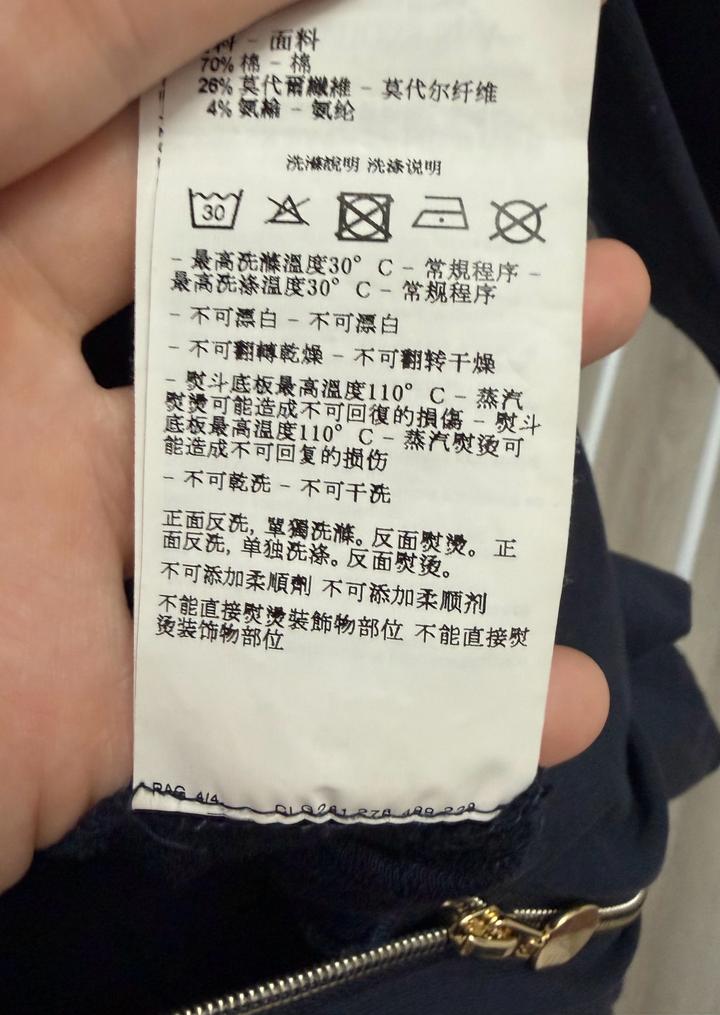 料 - 面料
70% 棉 - 棉
26% 莫代爾纖維 - 莫代尔纤维
4% 氨綸 - 氨纶
洗滌說明 洗涤说明
30
- 最高洗滌溫度30° C - 常規程序 -
最高洗涤温度30° C - 常规程序
- 不可漂白 - 不可漂白
- 不可翻轉乾燥 - 不可翻转干燥
- 熨斗底板最高溫度110° C - 蒸汽
熨燙可能造成不可回復的損傷 - 熨斗
底板最高温度110° C - 蒸汽熨烫可
能造成不可回复的损伤
- 不可乾洗 - 不可干洗
正面反洗, 單獨洗滌。反面熨燙。 正
面反洗, 单独洗涤。反面熨烫。
不可添加柔順劑 不可添加柔顺剂
不能直接熨燙裝飾物部位 不能直接熨
烫装饰物部位
PAG 4/4